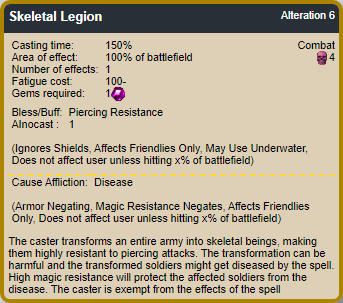 Skeletal Legion Alteration 6
Casting time: 150% Combat
Area of effect: 100% of battlefield 4
Number of effects: 1
Fatigue cost: 100-
Gems required: 1
Bless/Buff: Piercing Resistance
AInocast : 1
(Ignores Shields, Affects Friendlies Only, May Use Underwater,
Does not affect user unless hitting x% of battlefield)
Cause Affliction: Disease
(Armor Negating, Magic Resistance Negates, Affects Friendlies
Only, Does not affect user unless hitting x% of battlefield)
The caster transforms an entire army into skeletal beings, making
them highly resistant to piercing attacks. The transformation can be
harmful and the transformed soldiers might get diseased by the spell.
High magic resistance will protect the affected soldiers from the
disease. The caster is exempt from the effects of the spell